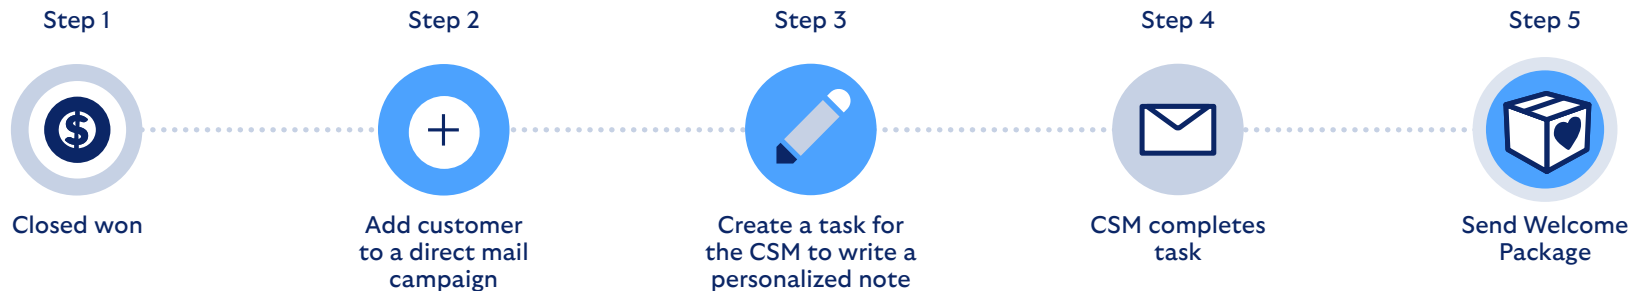 Step 1
Step 2
Step 3
Step 4
Step 5
$
Closed won
Add customer
to a direct mail
campaign
Create a task for
the CSM to write a
personalized note
CSM completes
task
Send Welcome
Package